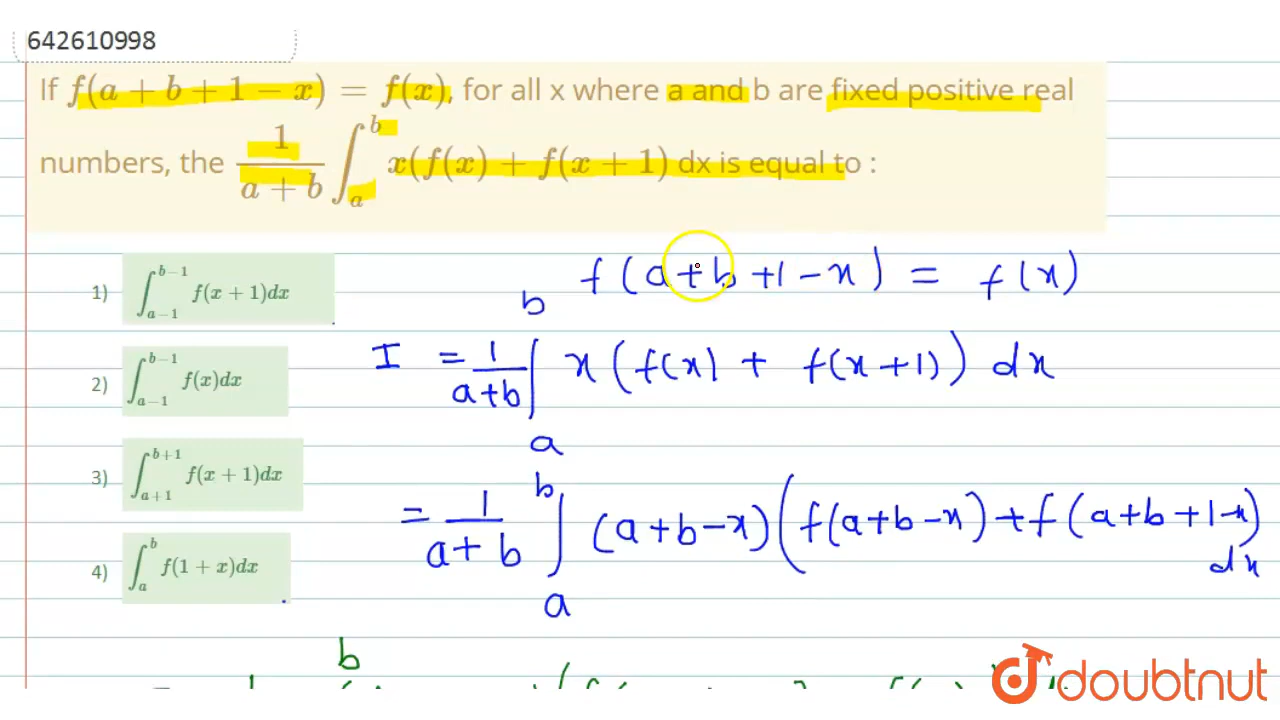 642610998
If f(a + b + 1 − x) = f(x), for all x where a and b are fixed positive real
numbers, the 1/(a + b) ∫_a^b x(f(x) + f(x + 1) dx is equal to :
1) ∫_{a−1}^{b−1} f(x + 1)dx
2) ∫_{a−1}^{b−1} f(x)dx
3) ∫_{a+1}^{b+1} f(x + 1)dx
4) ∫_a^b f(1 + x)dx
f(a+b+1-x) = f(x)
I = 1/(a+b) ∫_a^b x(f(x) + f(x+1)) dx
= 1/(a+b) ∫_a^b (a+b-x)(f(a+b-x)+f(a+b+1-x) dx
b
doubtnut